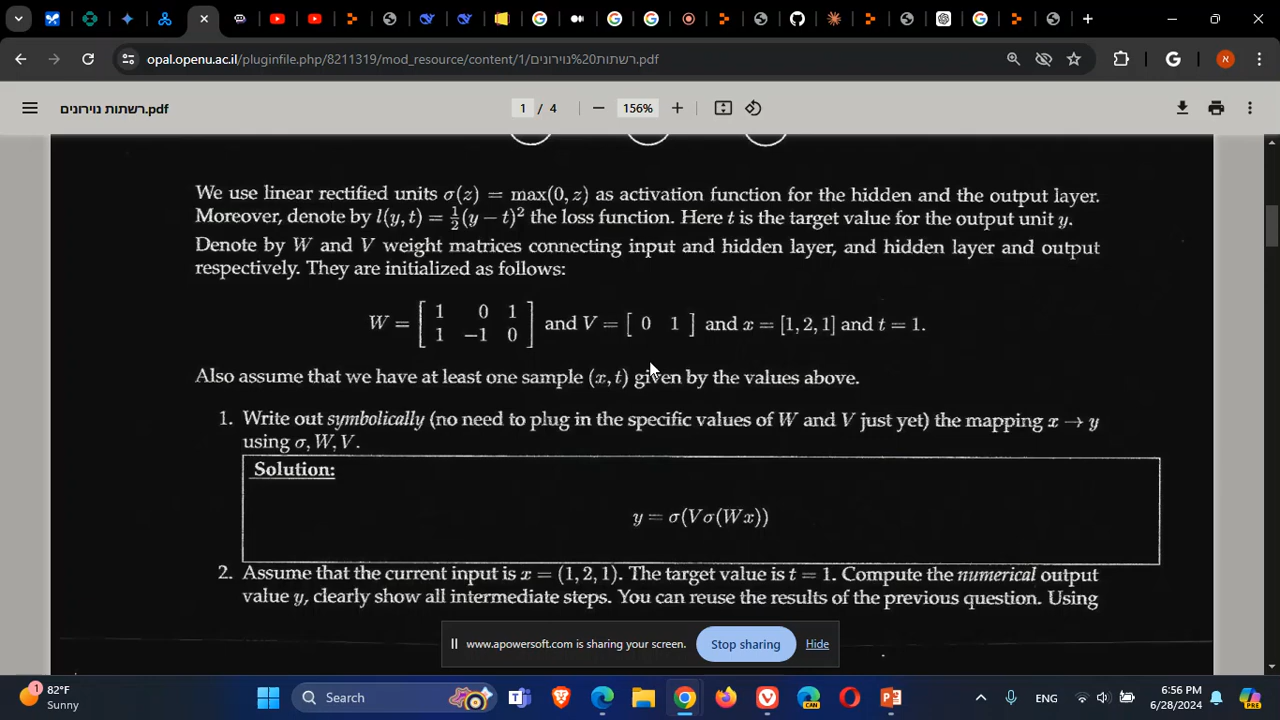 opal.openu.ac.il/pluginfile.php/8211319/mod_resource/content/1/רשתות%20נוירונים.pdf
רשתות נוירונים.pdf
1 / 4
156%
We use linear rectified units σ(z) = max(0, z) as activation function for the hidden and the output layer.
Moreover, denote by l(y, t) = ½(y − t)² the loss function. Here t is the target value for the output unit y.
Denote by W and V weight matrices connecting input and hidden layer, and hidden layer and output
respectively. They are initialized as follows:
W = [ 1 0 1 ; 1 −1 0 ] and V = [ 0 1 ] and x = [1, 2, 1] and t = 1.
Also assume that we have at least one sample (x, t) given by the values above.
1. Write out symbolically (no need to plug in the specific values of W and V just yet) the mapping x → y
using σ, W, V.
Solution:
y = σ(Vσ(Wx))
2. Assume that the current input is x = (1, 2, 1). The target value is t = 1. Compute the numerical output
value y, clearly show all intermediate steps. You can reuse the results of the previous question. Using
www.apowersoft.com is sharing your screen.
Stop sharing
Hide
1
82°F
Sunny
Search
CAN
ENG
6:56 PM
6/28/2024
PRE